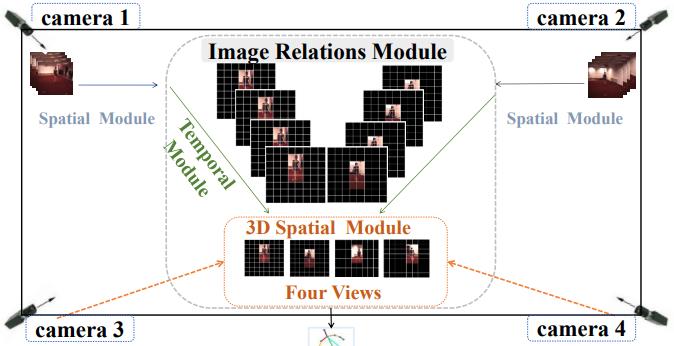 camera 1
camera 2
Image Relations Module
Spatial Module
Spatial Module
Temporal
Module
3D Spatial Module
Four Views
camera 3
camera 4